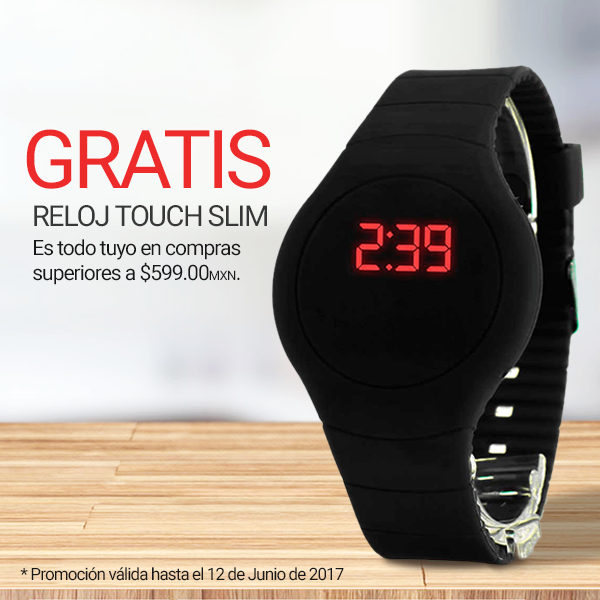 GRATIS
RELOJ TOUCH SLIM
Es todo tuyo en compras
superiores a $599.00MXN.
2:39
* Promoción válida hasta el 12 de Junio de 2017